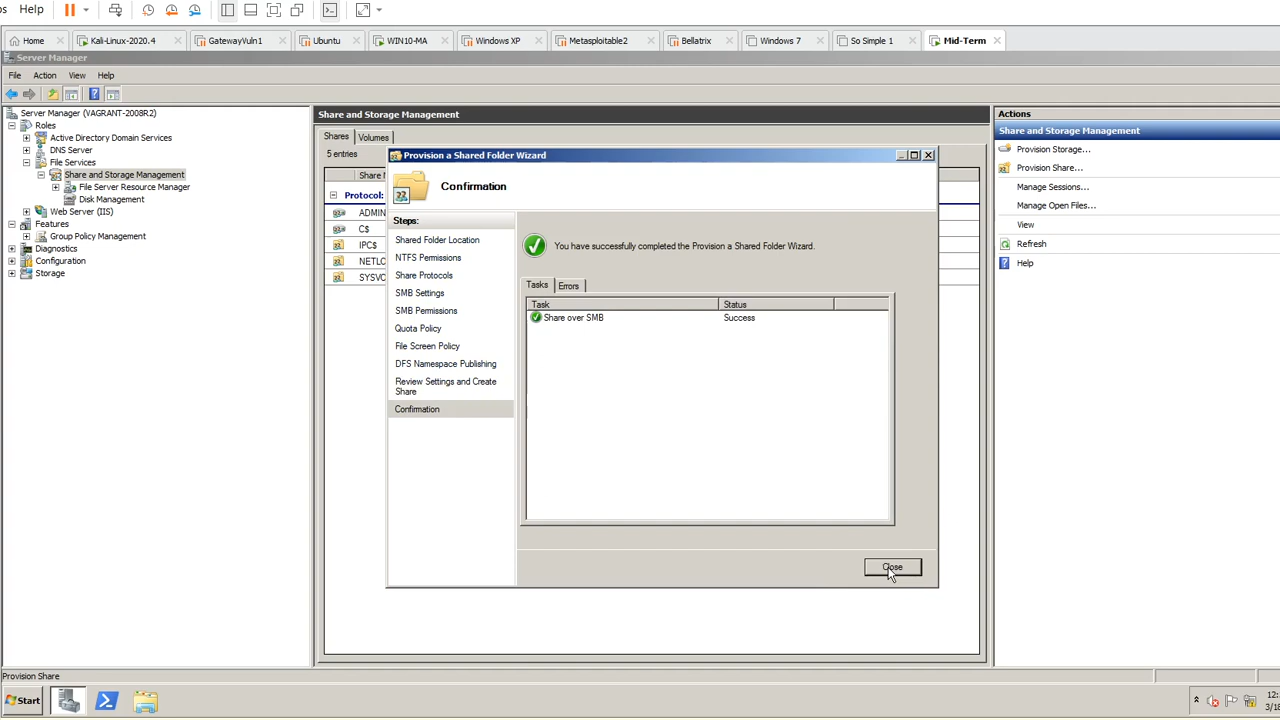 Help
Home
Kali-Linux-2020.4
GatewayVuln1
Ubuntu
WIN10-MA
Windows XP
Metasploitable2
Bellatrix
Windows 7
So Simple 1
Mid-Term
Server Manager
File Action View Help
Server Manager (VAGRANT-2008R2)
Roles
Active Directory Domain Services
DNS Server
File Services
Share and Storage Management
File Server Resource Manager
Disk Management
Web Server (IIS)
Features
Group Policy Management
Diagnostics
Configuration
Storage
Share and Storage Management
Shares Volumes
5 entries
Protocol:
ADMIN
C$
IPC$
NETLO
SYSVO
Provision a Shared Folder Wizard
Confirmation
Steps:
Shared Folder Location
NTFS Permissions
Share Protocols
SMB Settings
SMB Permissions
Quota Policy
File Screen Policy
DFS Namespace Publishing
Review Settings and Create
Share
Confirmation
You have successfully completed the Provision a Shared Folder Wizard.
Tasks Errors
Task Status
Share over SMB Success
Close
Actions
Share and Storage Management
Provision Storage...
Provision Share...
Manage Sessions...
Manage Open Files...
View
Refresh
Help
Provision Share
Start
12:
3/18